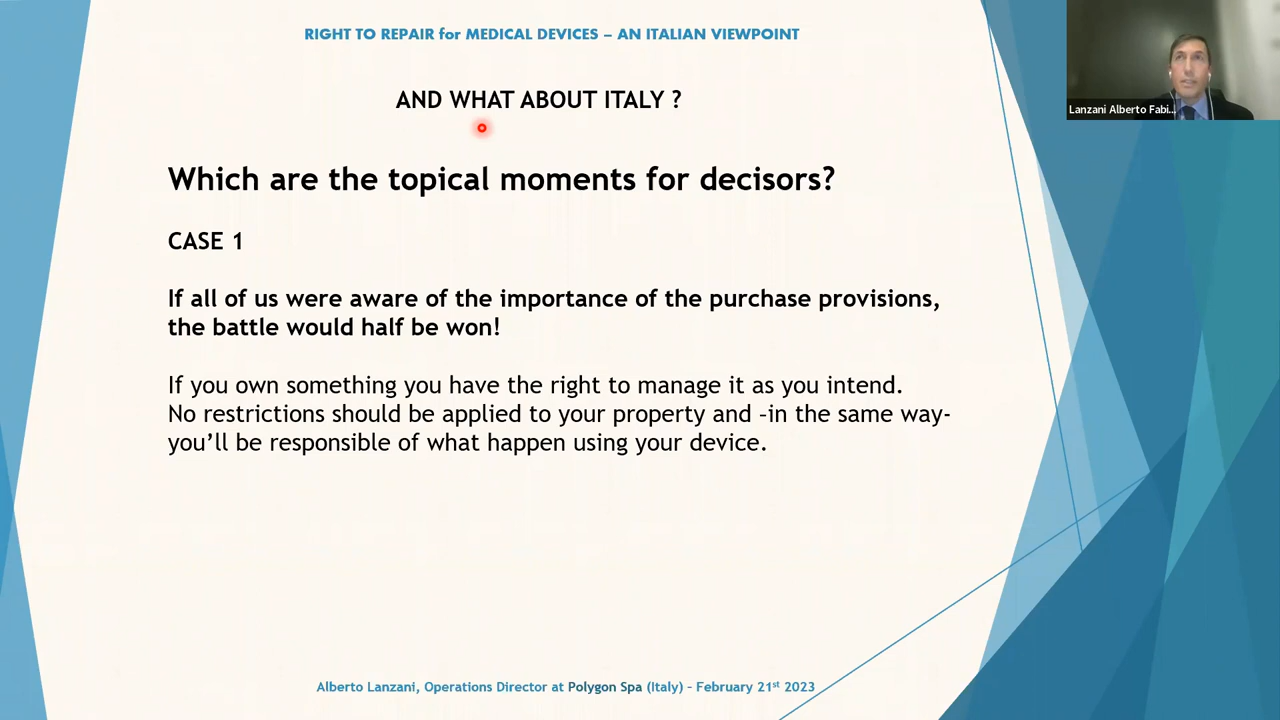 RIGHT TO REPAIR for MEDICAL DEVICES – AN ITALIAN VIEWPOINT
Lanzani Alberto Fabi...
AND WHAT ABOUT ITALY ?
Which are the topical moments for decisors?
CASE 1
If all of us were aware of the importance of the purchase provisions,
the battle would half be won!
If you own something you have the right to manage it as you intend.
No restrictions should be applied to your property and –in the same way-
you’ll be responsible of what happen using your device.
Alberto Lanzani, Operations Director at Polygon Spa (Italy) – February 21st 2023